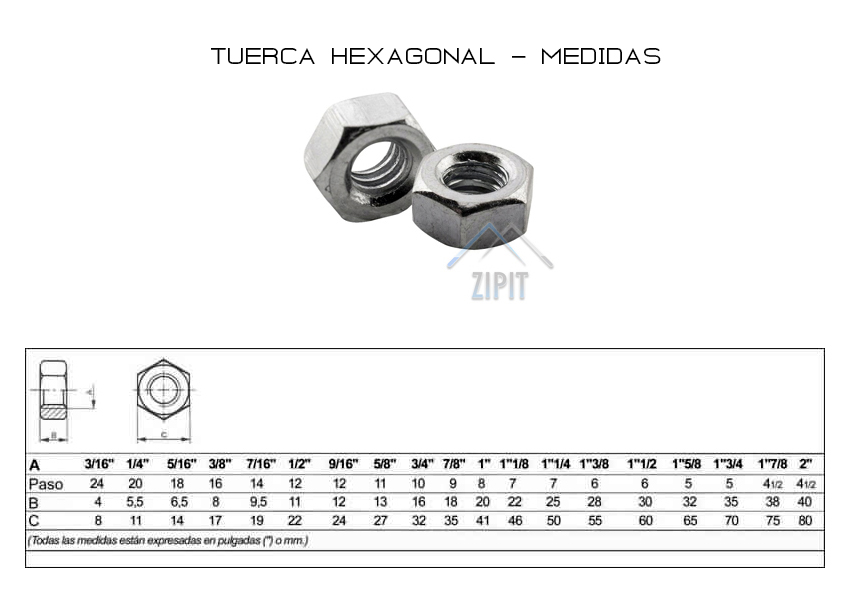 TUERCA HEXAGONAL – MEDIDAS
ZIPIT
A
B
C
A 3/16" 1/4" 5/16" 3/8" 7/16" 1/2" 9/16" 5/8" 3/4" 7/8" 1" 1"1/8 1"1/4 1"3/8 1"1/2 1"5/8 1"3/4 1"7/8 2"
Paso 24 20 18 16 14 12 12 11 10 9 8 7 7 6 6 5 5 41/2 41/2
B 4 5,5 6,5 8 9,5 11 12 13 16 18 20 22 25 28 30 32 35 38 40
C 8 11 14 17 19 22 24 27 32 35 41 46 50 55 60 65 70 75 80
(Todas las medidas están expresadas en pulgadas (") o mm.)